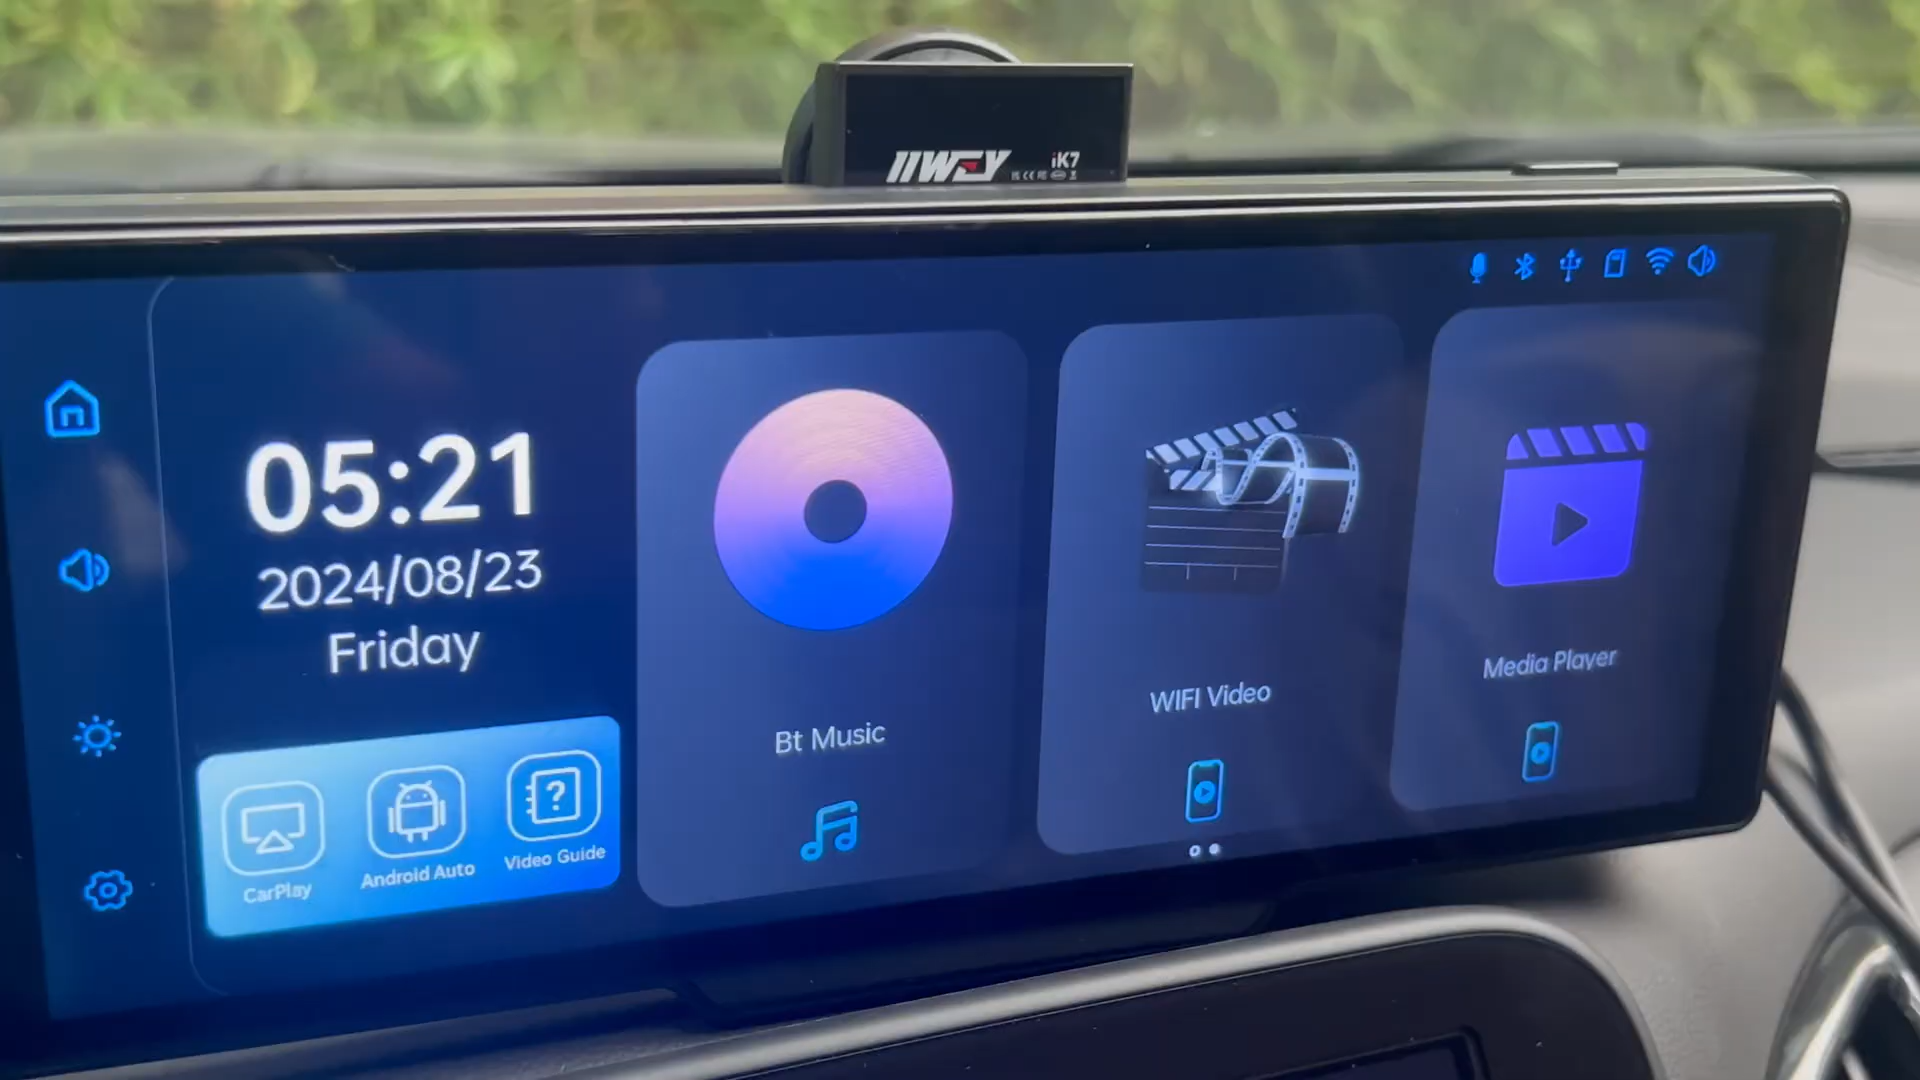 IIWEY
iK7
05:21
2024/08/23
Friday
CarPlay
Android Auto
Video Guide
Bt Music
WIFI Video
Media Player